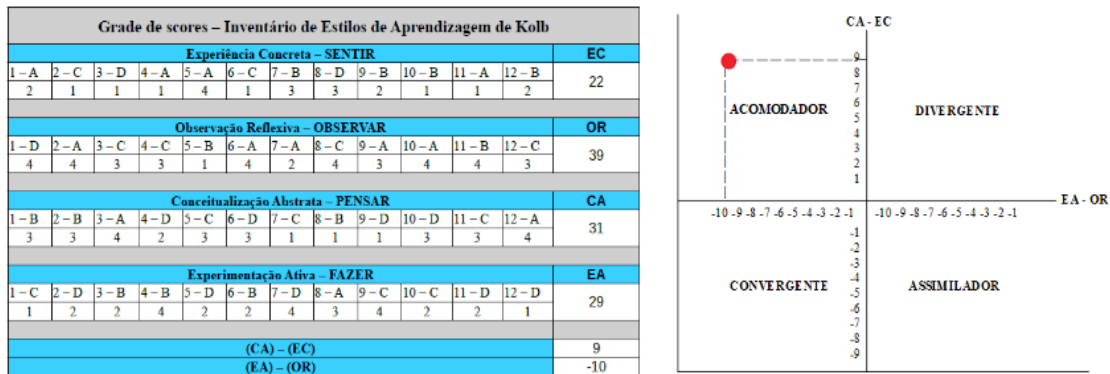 Grade de scores – Inventário de Estilos de Aprendizagem de Kolb
Experiência Concreta – SENTIR EC
1 – A 2 – C 3 – D 4 – A 5 – A 6 – C 7 – B 8 – D 9 – B 10 – B 11 – A 12 – B
2 1 1 1 4 1 3 3 2 1 1 2 22
Observação Reflexiva – OBSERVAR OR
1 – D 2 – A 3 – C 4 – C 5 – B 6 – A 7 – A 8 – C 9 – A 10 – A 11 – B 12 – C
4 4 3 3 1 4 2 4 3 4 4 3 39
Conceitualização Abstrata – PENSAR CA
1 – B 2 – B 3 – A 4 – D 5 – C 6 – D 7 – C 8 – B 9 – D 10 – D 11 – C 12 – A
3 3 4 2 3 3 1 1 1 3 3 4 31
Experimentação Ativa – FAZER EA
1 – C 2 – D 3 – B 4 – B 5 – D 6 – B 7 – D 8 – A 9 – C 10 – C 11 – D 12 – D
1 2 2 4 2 2 4 3 4 2 2 1 29
(CA) – (EC) 9
(EA) – (OR) -10
CA - EC
9
8
7
6
5
4
3
2
1
ACOMODADOR DIVERGENTE
EA - OR
-10 -9 -8 -7 -6 -5 -4 -3 -2 -1 -10 -9 -8 -7 -6 -5 -4 -3 -2 -1
-1
-2
-3
-4
-5
-6
-7
-8
-9
CONVERGENTE ASSIMILADOR